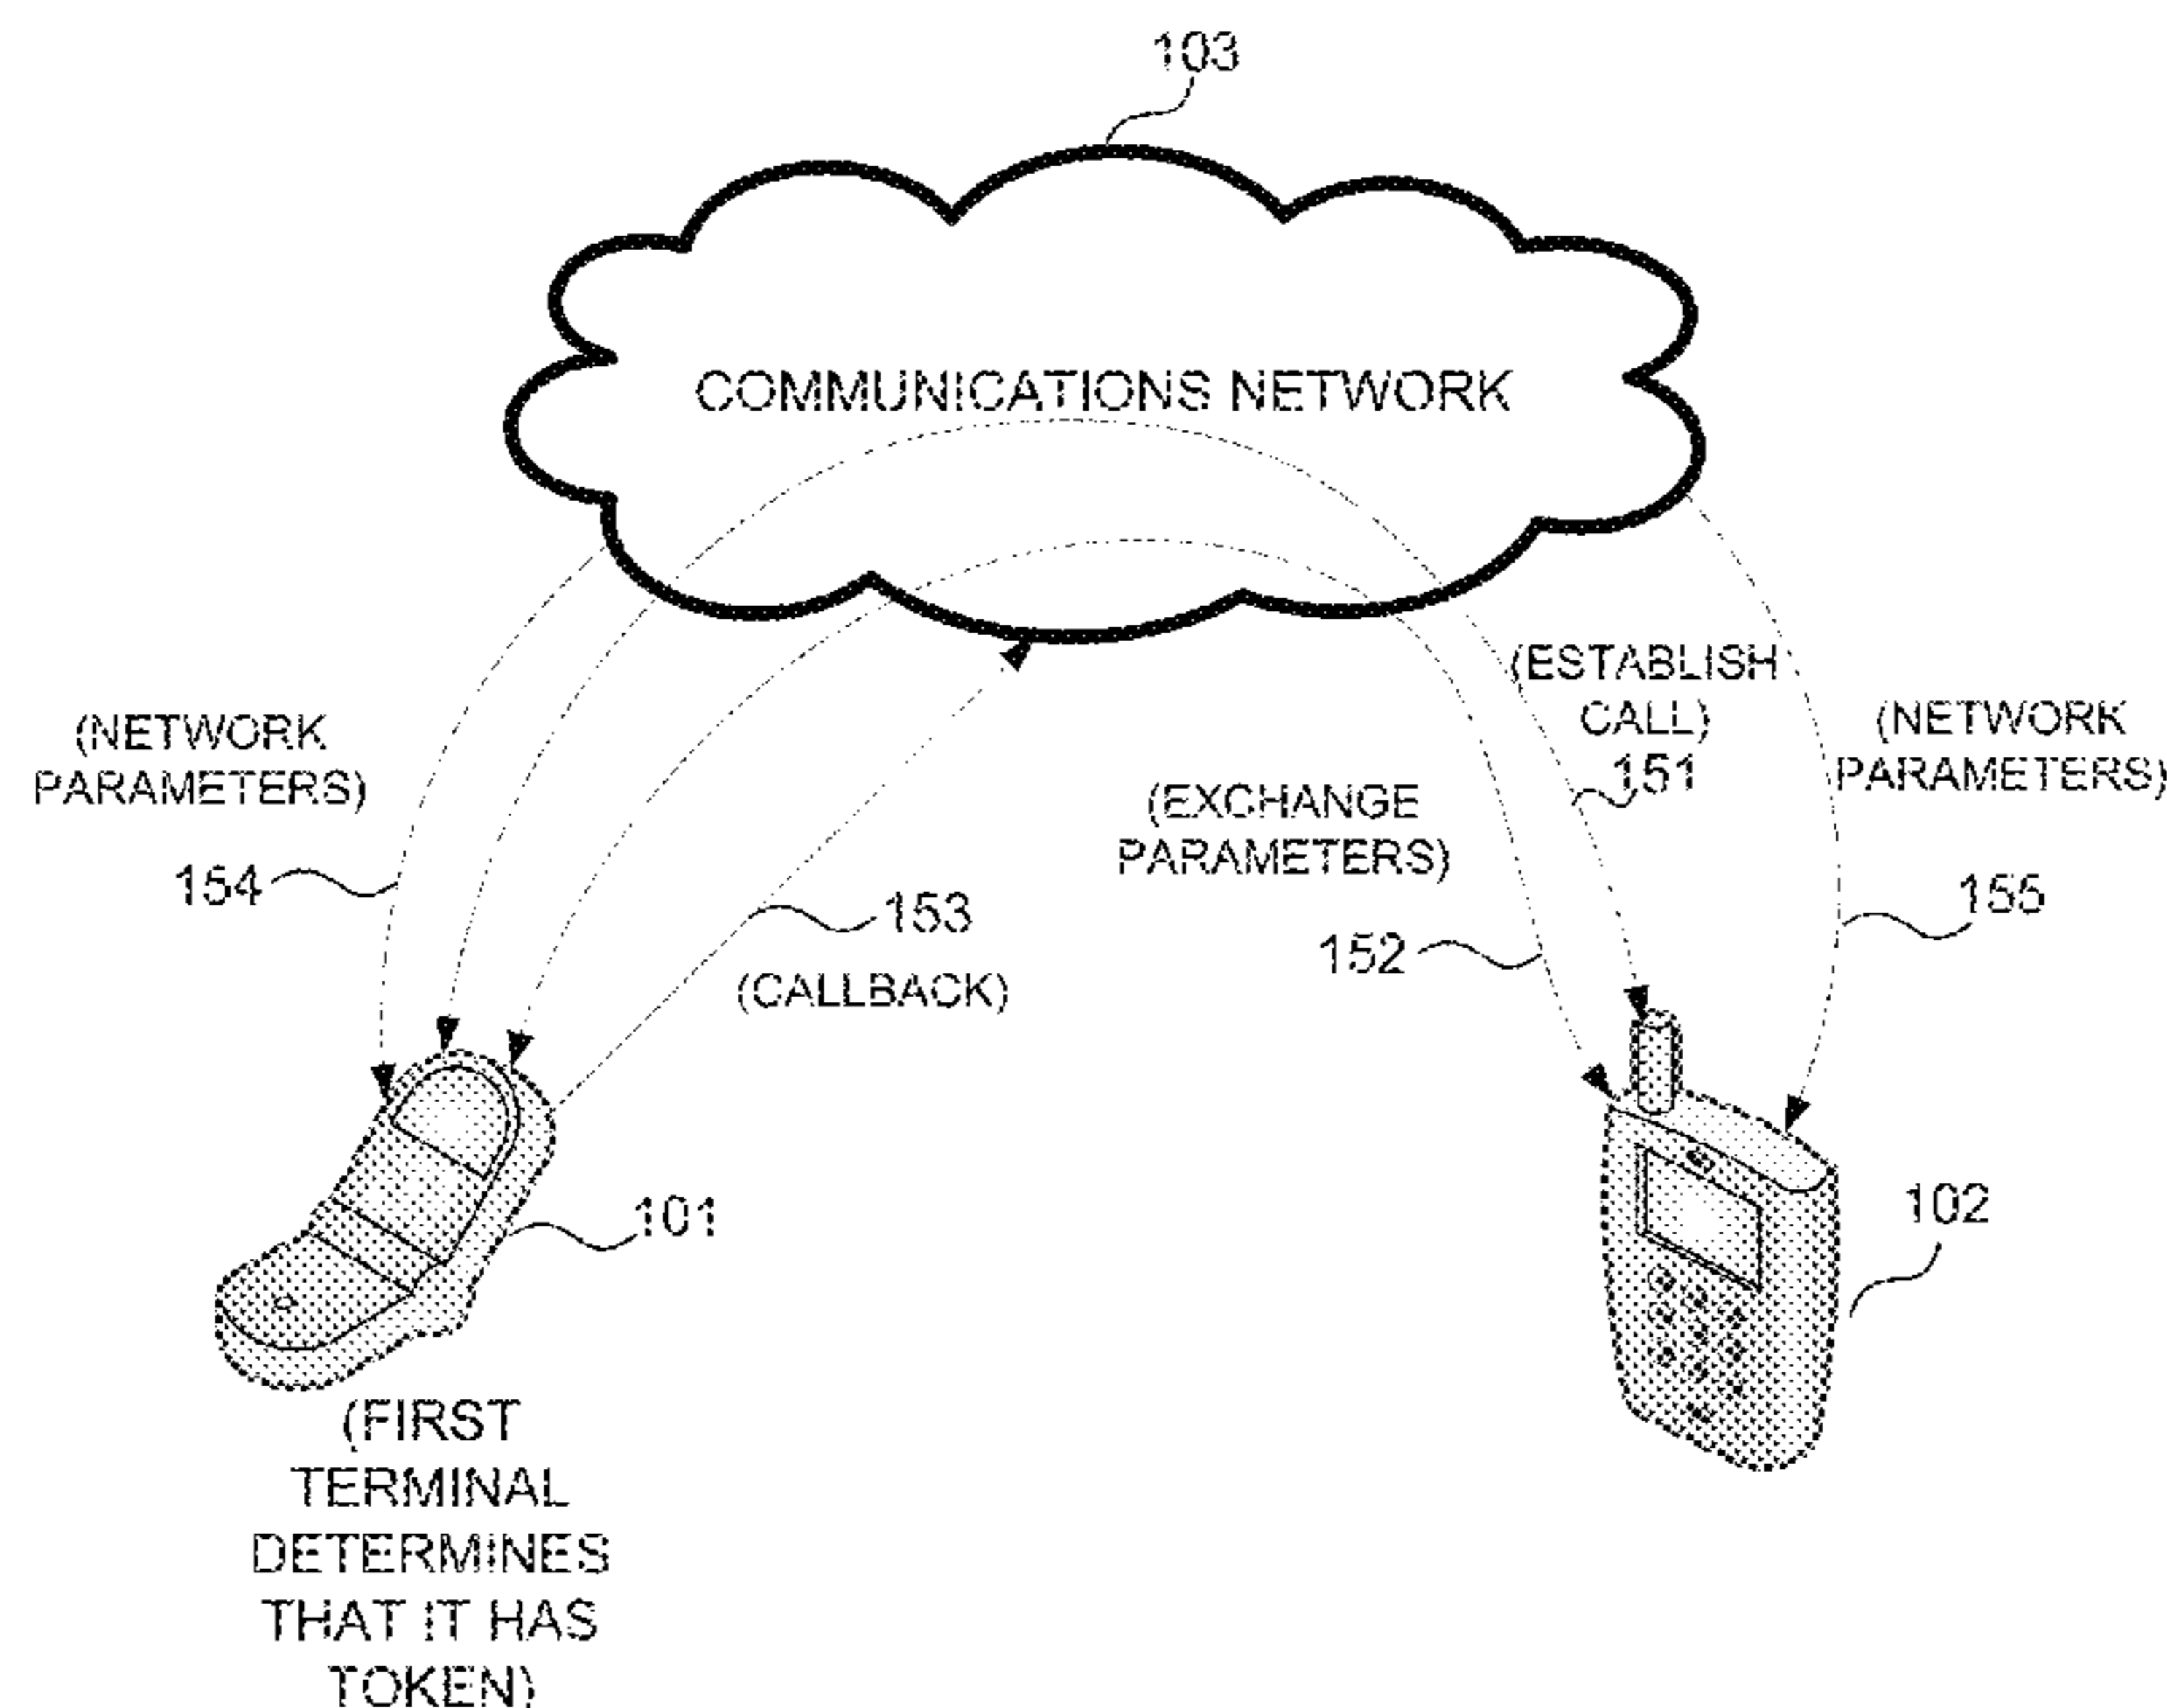 103
COMMUNICATIONS NETWORK
(ESTABLISH
CALL)
151
(NETWORK
PARAMETERS)
(NETWORK
PARAMETERS)
(EXCHANGE
PARAMETERS)
154
153
155
152
(CALLBACK)
101
102
(FIRST
TERMINAL
DETERMINES
THAT IT HAS
TOKEN)